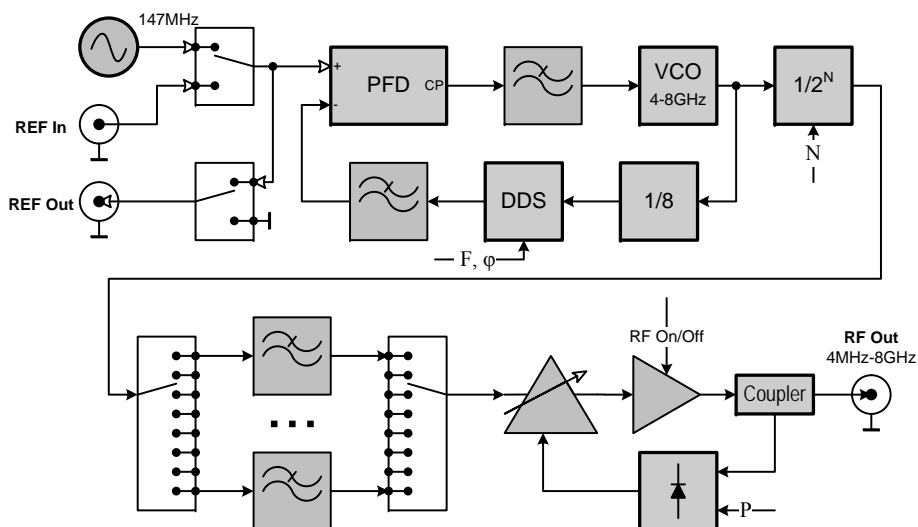 147MHz
REF In
REF Out
+
-
PFD
CP
VCO
4-8GHz
1/2ᴺ
N
DDS
1/8
F, φ
RF On/Off
RF Out
4MHz-8GHz
Coupler
P